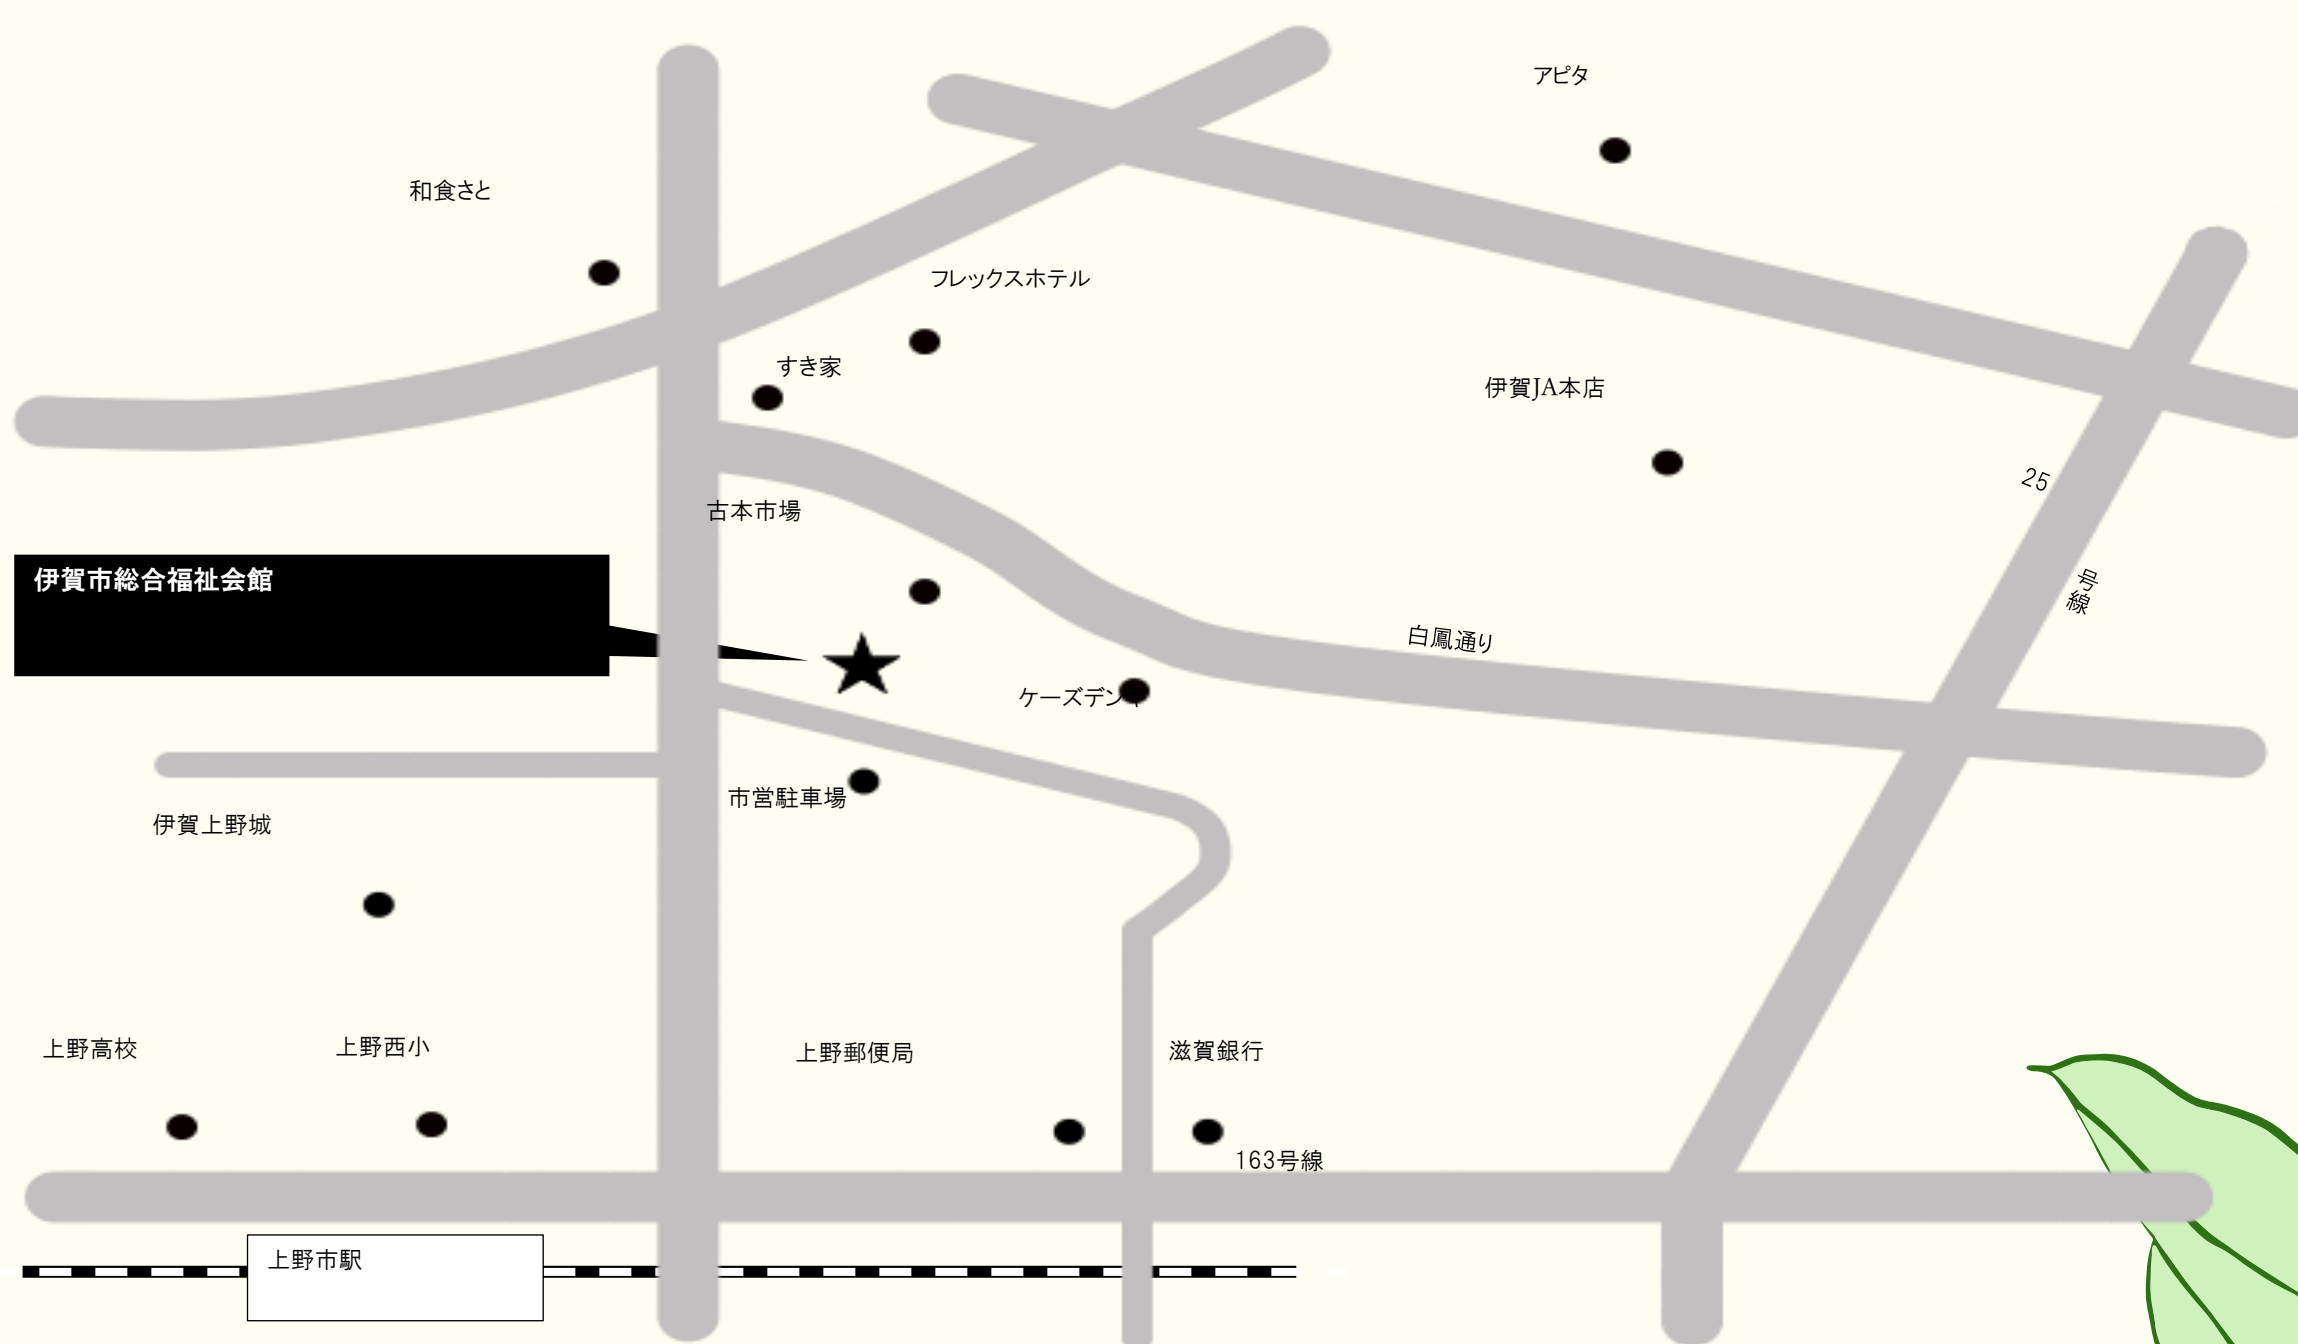 アピタ
和食さと
フレックスホテル
すき家
伊賀JA本店
25
号線
古本市場
伊賀市総合福祉会館
白鳳通り
ケーズデンキ
市営駐車場
伊賀上野城
上野高校
上野西小
上野郵便局
滋賀銀行
163号線
上野市駅